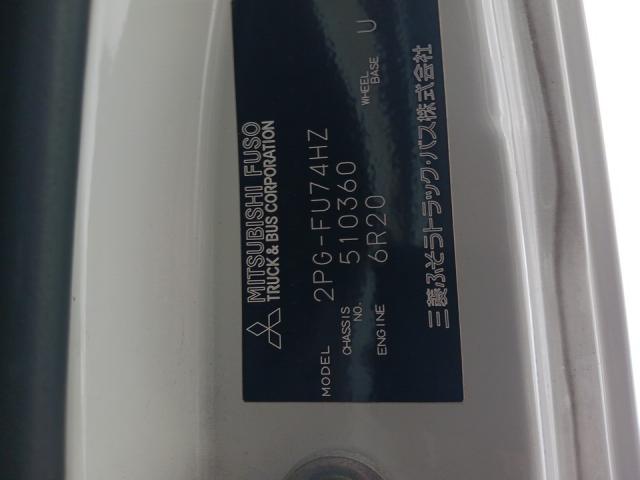 MITSUBISHI FUSO
TRUCK & BUS CORPORATION
MODEL 2PG-FU74HZ
CHASSIS NO. 510360
ENGINE 6R20 WHEEL BASE U
三菱ふそうトラック・バス株式会社